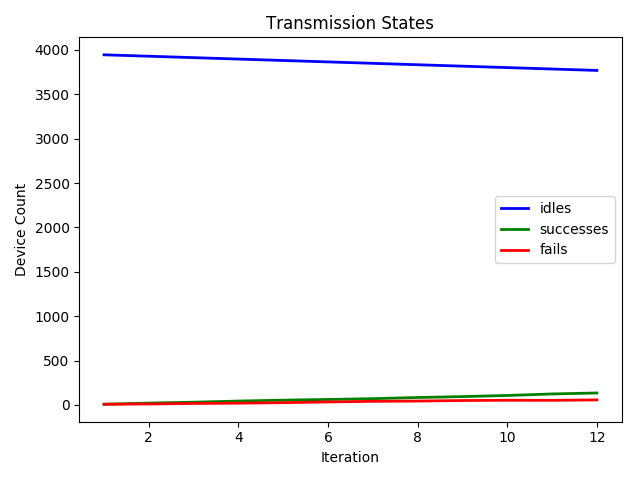 Transmission States
Device Count
4000
3500
3000
2500
2000
1500
1000
500
0
idles
successes
fails
2 4 6 8 10 12
Iteration